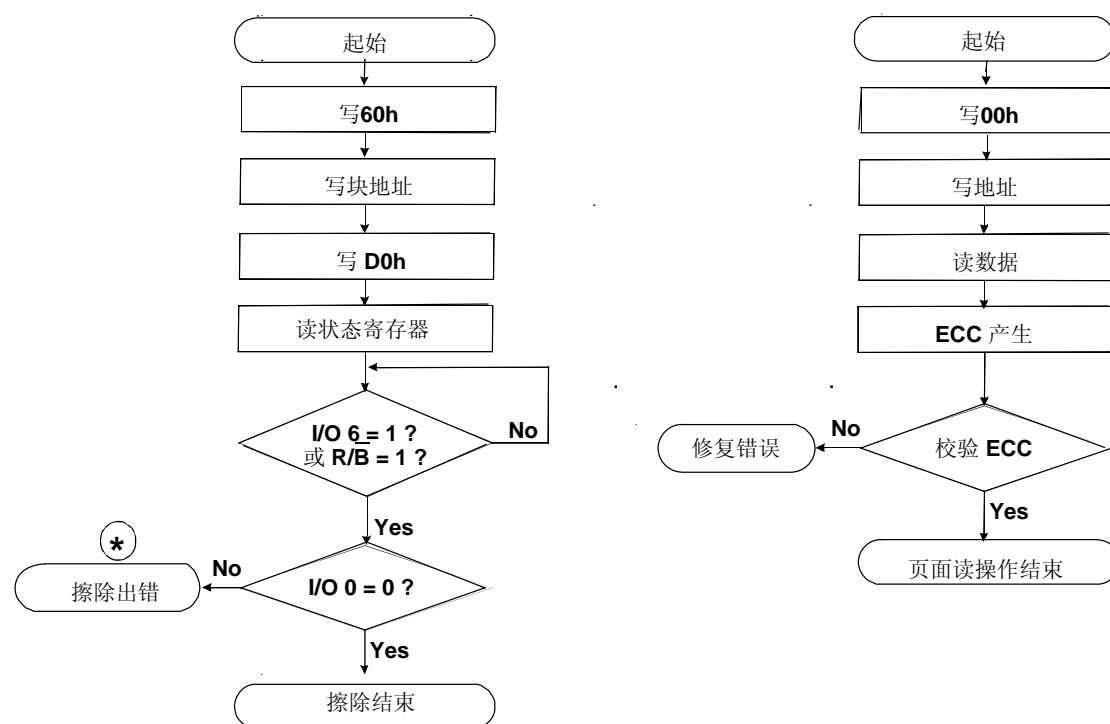 起始
写60h
写块地址
写 D0h
读状态寄存器
I/O 6 = 1 ?
或 R/B̅ = 1 ?
No
Yes
*
擦除出错
No
I/O 0 = 0 ?
Yes
擦除结束
起始
写00h
写地址
读数据
ECC 产生
修复错误
No
校验 ECC
Yes
页面读操作结束